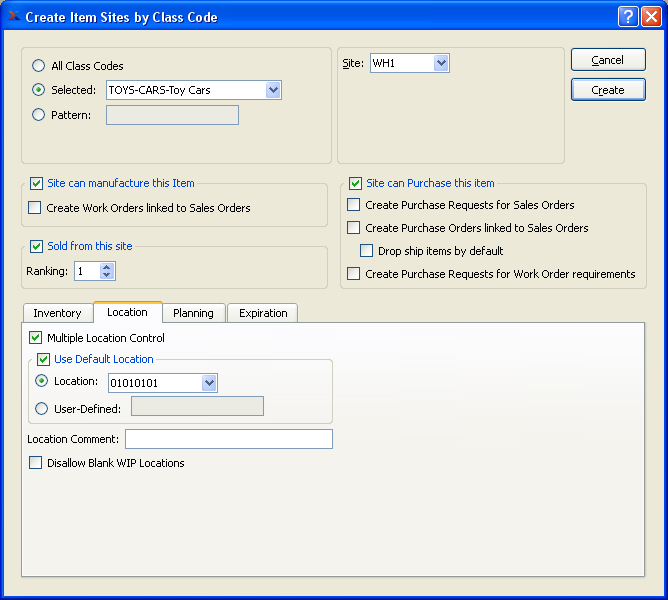 Create Item Sites by Class Code
All Class Codes
Selected: TOYS-CARS-Toy Cars
Pattern:
Site: WH1
Cancel
Create
Site can manufacture this Item
Create Work Orders linked to Sales Orders
Sold from this site
Ranking: 1
Site can Purchase this item
Create Purchase Requests for Sales Orders
Create Purchase Orders linked to Sales Orders
Drop ship items by default
Create Purchase Requests for Work Order requirements
Inventory Location Planning Expiration
Multiple Location Control
Use Default Location
Location: 01010101
User-Defined:
Location Comment:
Disallow Blank WIP Locations